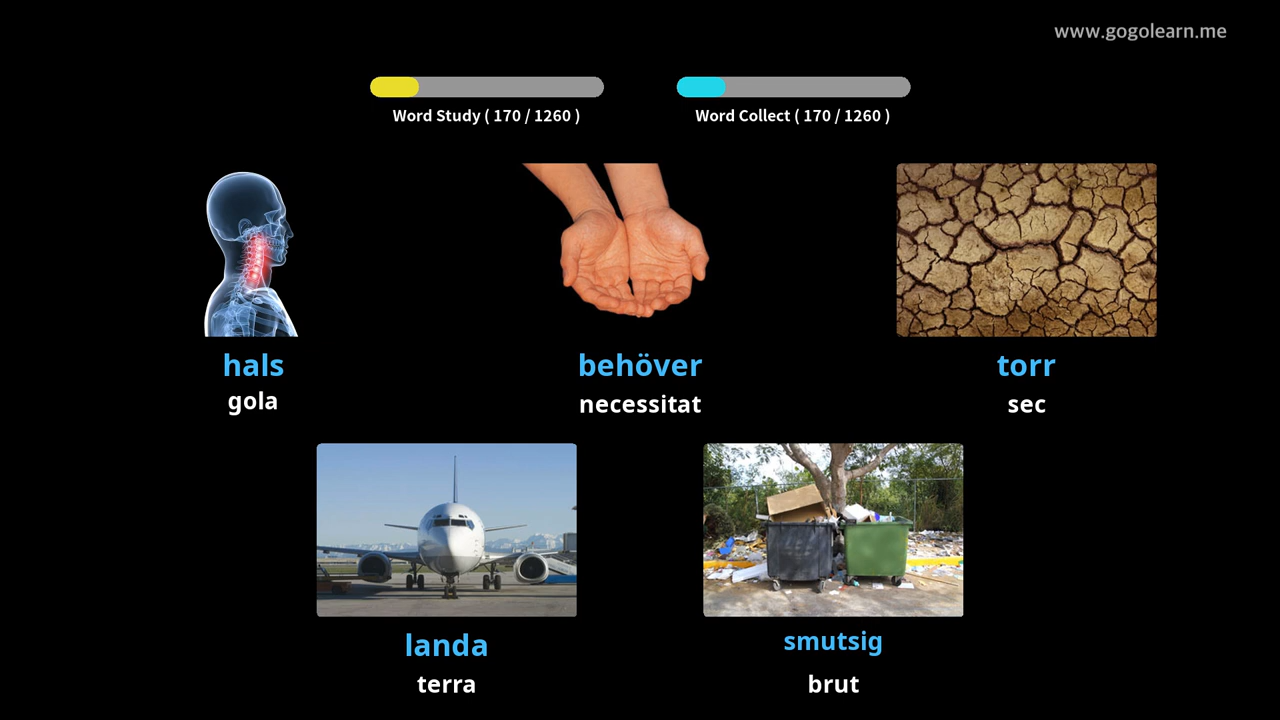 www.gogolearn.me
Word Study ( 170 / 1260 )
Word Collect ( 170 / 1260 )
hals
gola
behöver
necessitat
torr
sec
landa
terra
smutsig
brut